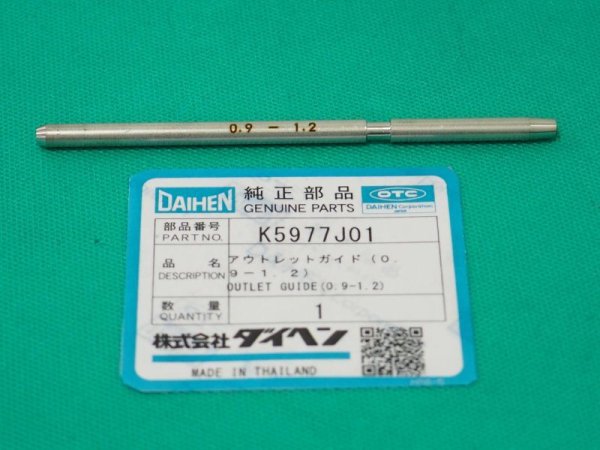 0.9 - 1.2
DAIHEN 純正部品 OTC
GENUINE PARTS DAIHEN Corporation
JAPAN
部品番号 K5977J01
PART NO.
品名 アウトレットガイド(0.
DESCRIPTION 9-1.2)
OUTLET GUIDE(0.9-1.2)
数量 1
QUANTITY
株式会社ダイヘン
MADE IN THAILAND